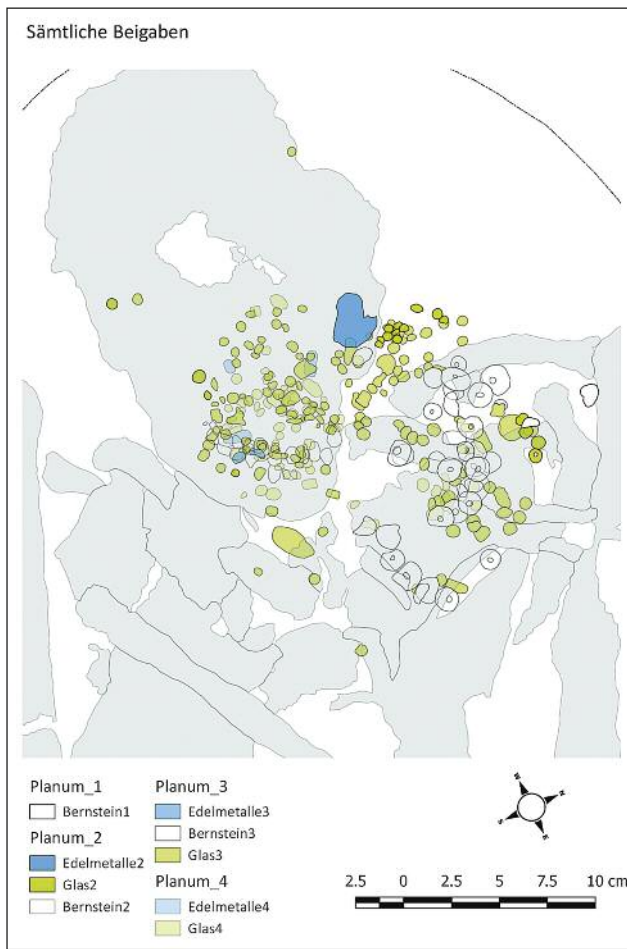 Sämtliche Beigaben
Planum_1
Bernstein1
Planum_2
Edelmetalle2
Glas2
Bernstein2
Planum_3
Edelmetalle3
Bernstein3
Glas3
Planum_4
Edelmetalle4
Glas4
2.5 0 2.5 5 7.5 10 cm